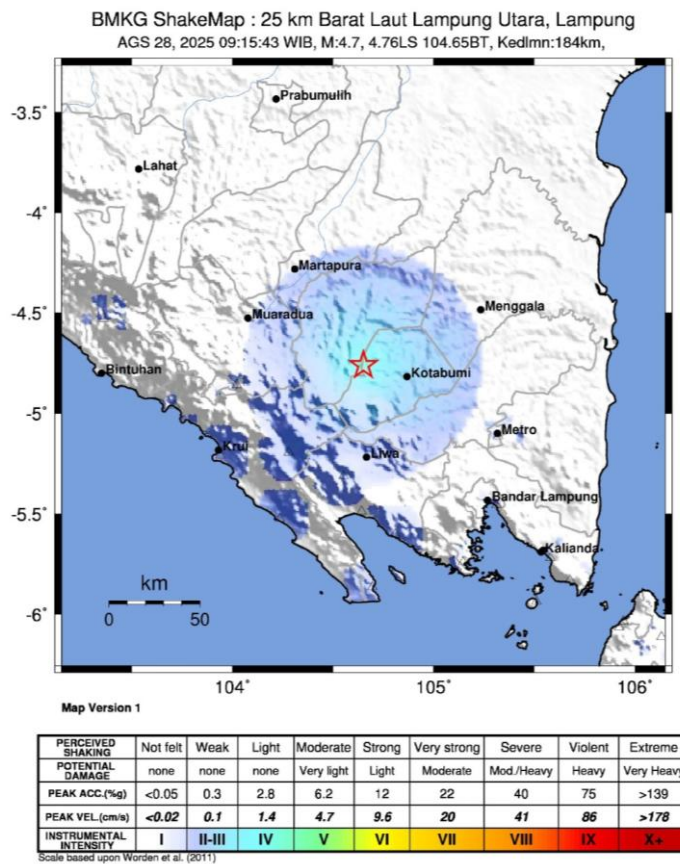 BMKG ShakeMap : 25 km Barat Laut Lampung Utara, Lampung
AGS 28, 2025 09:15:43 WIB, M:4.7, 4.76LS 104.65BT, Kedlmn:184km,
-3.5°
Prabumulih
Lahat
-4°
Martapura
-4.5°
Muaradua
Menggala
Bintuhan
Kotabumi
-5°
Metro
Krui
Liwa
-5.5°
Bandar Lampung
Kalianda
km
0 50
-6°
104° 105° 106°
Map Version 1
PERCEIVED SHAKING Not felt Weak Light Moderate Strong Very strong Severe Violent Extreme
POTENTIAL DAMAGE none none none Very light Light Moderate Mod./Heavy Heavy Very Heavy
PEAK ACC.(%g) <0.05 0.3 2.8 6.2 12 22 40 75 >139
PEAK VEL.(cm/s) <0.02 0.1 1.4 4.7 9.6 20 41 86 >178
INSTRUMENTAL INTENSITY I II-III IV V VI VII VIII IX X+
Scale based upon Worden et al. (2011)